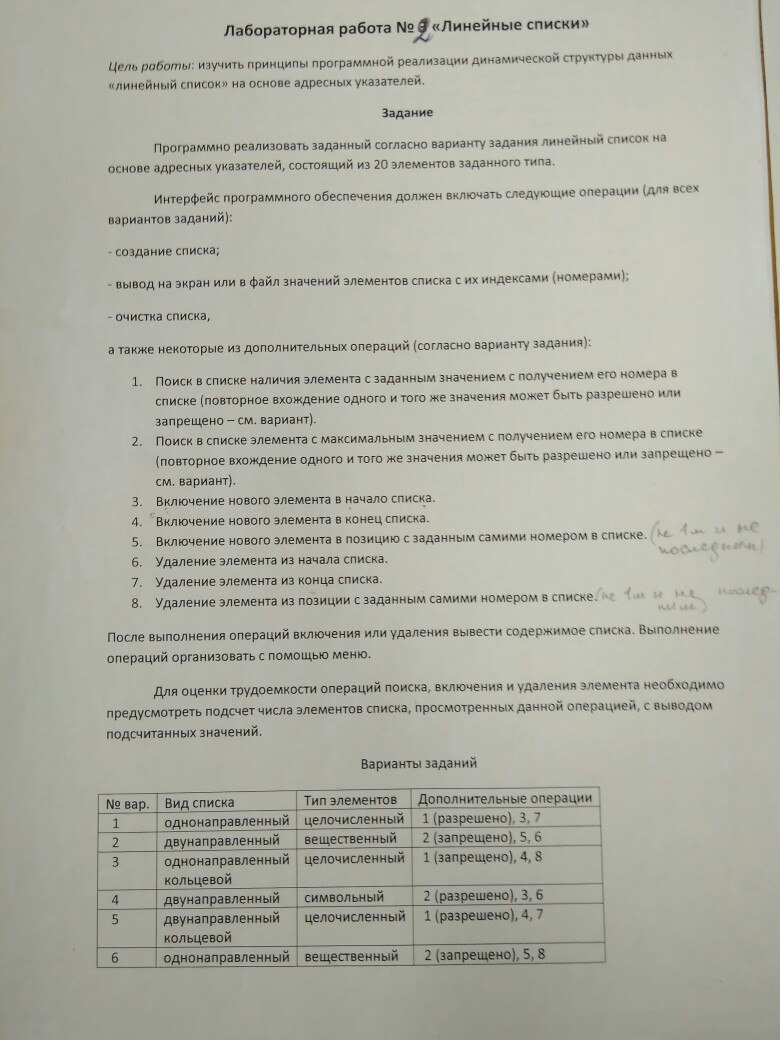 Лабораторная работа № 2 «Линейные списки»
Цель работы: изучить принципы программной реализации динамической структуры данных
«линейный список» на основе адресных указателей.
Задание
Программно реализовать заданный согласно варианту задания линейный список на
основе адресных указателей, состоящий из 20 элементов заданного типа.
Интерфейс программного обеспечения должен включать следующие операции (для всех
вариантов заданий):
- создание списка;
- вывод на экран или в файл значений элементов списка с их индексами (номерами);
- очистка списка,
а также некоторые из дополнительных операций (согласно варианту задания):
1. Поиск в списке наличия элемента с заданным значением с получением его номера в
списке (повторное вхождение одного и того же значения может быть разрешено или
запрещено – см. вариант).
2. Поиск в списке элемента с максимальным значением с получением его номера в списке
(повторное вхождение одного и того же значения может быть разрешено или запрещено –
см. вариант).
3. Включение нового элемента в начало списка.
4. Включение нового элемента в конец списка.
5. Включение нового элемента в позицию с заданным самими номером в списке. (не 1м и не
последним)
6. Удаление элемента из начала списка.
7. Удаление элемента из конца списка.
8. Удаление элемента из позиции с заданным самими номером в списке. (не 1м и не послед-
ним)
После выполнения операций включения или удаления вывести содержимое списка. Выполнение
операций организовать с помощью меню.
Для оценки трудоемкости операций поиска, включения и удаления элемента необходимо
предусмотреть подсчет числа элементов списка, просмотренных данной операцией, с выводом
подсчитанных значений.
Варианты заданий
№ вар. Вид списка Тип элементов Дополнительные операции
1 однонаправленный целочисленный 1 (разрешено), 3, 7
2 двунаправленный вещественный 2 (запрещено), 5, 6
3 однонаправленный целочисленный 1 (запрещено), 4, 8
кольцевой
4 двунаправленный символьный 2 (разрешено), 3, 6
5 двунаправленный целочисленный 1 (разрешено), 4, 7
кольцевой
6 однонаправленный вещественный 2 (запрещено), 5, 8